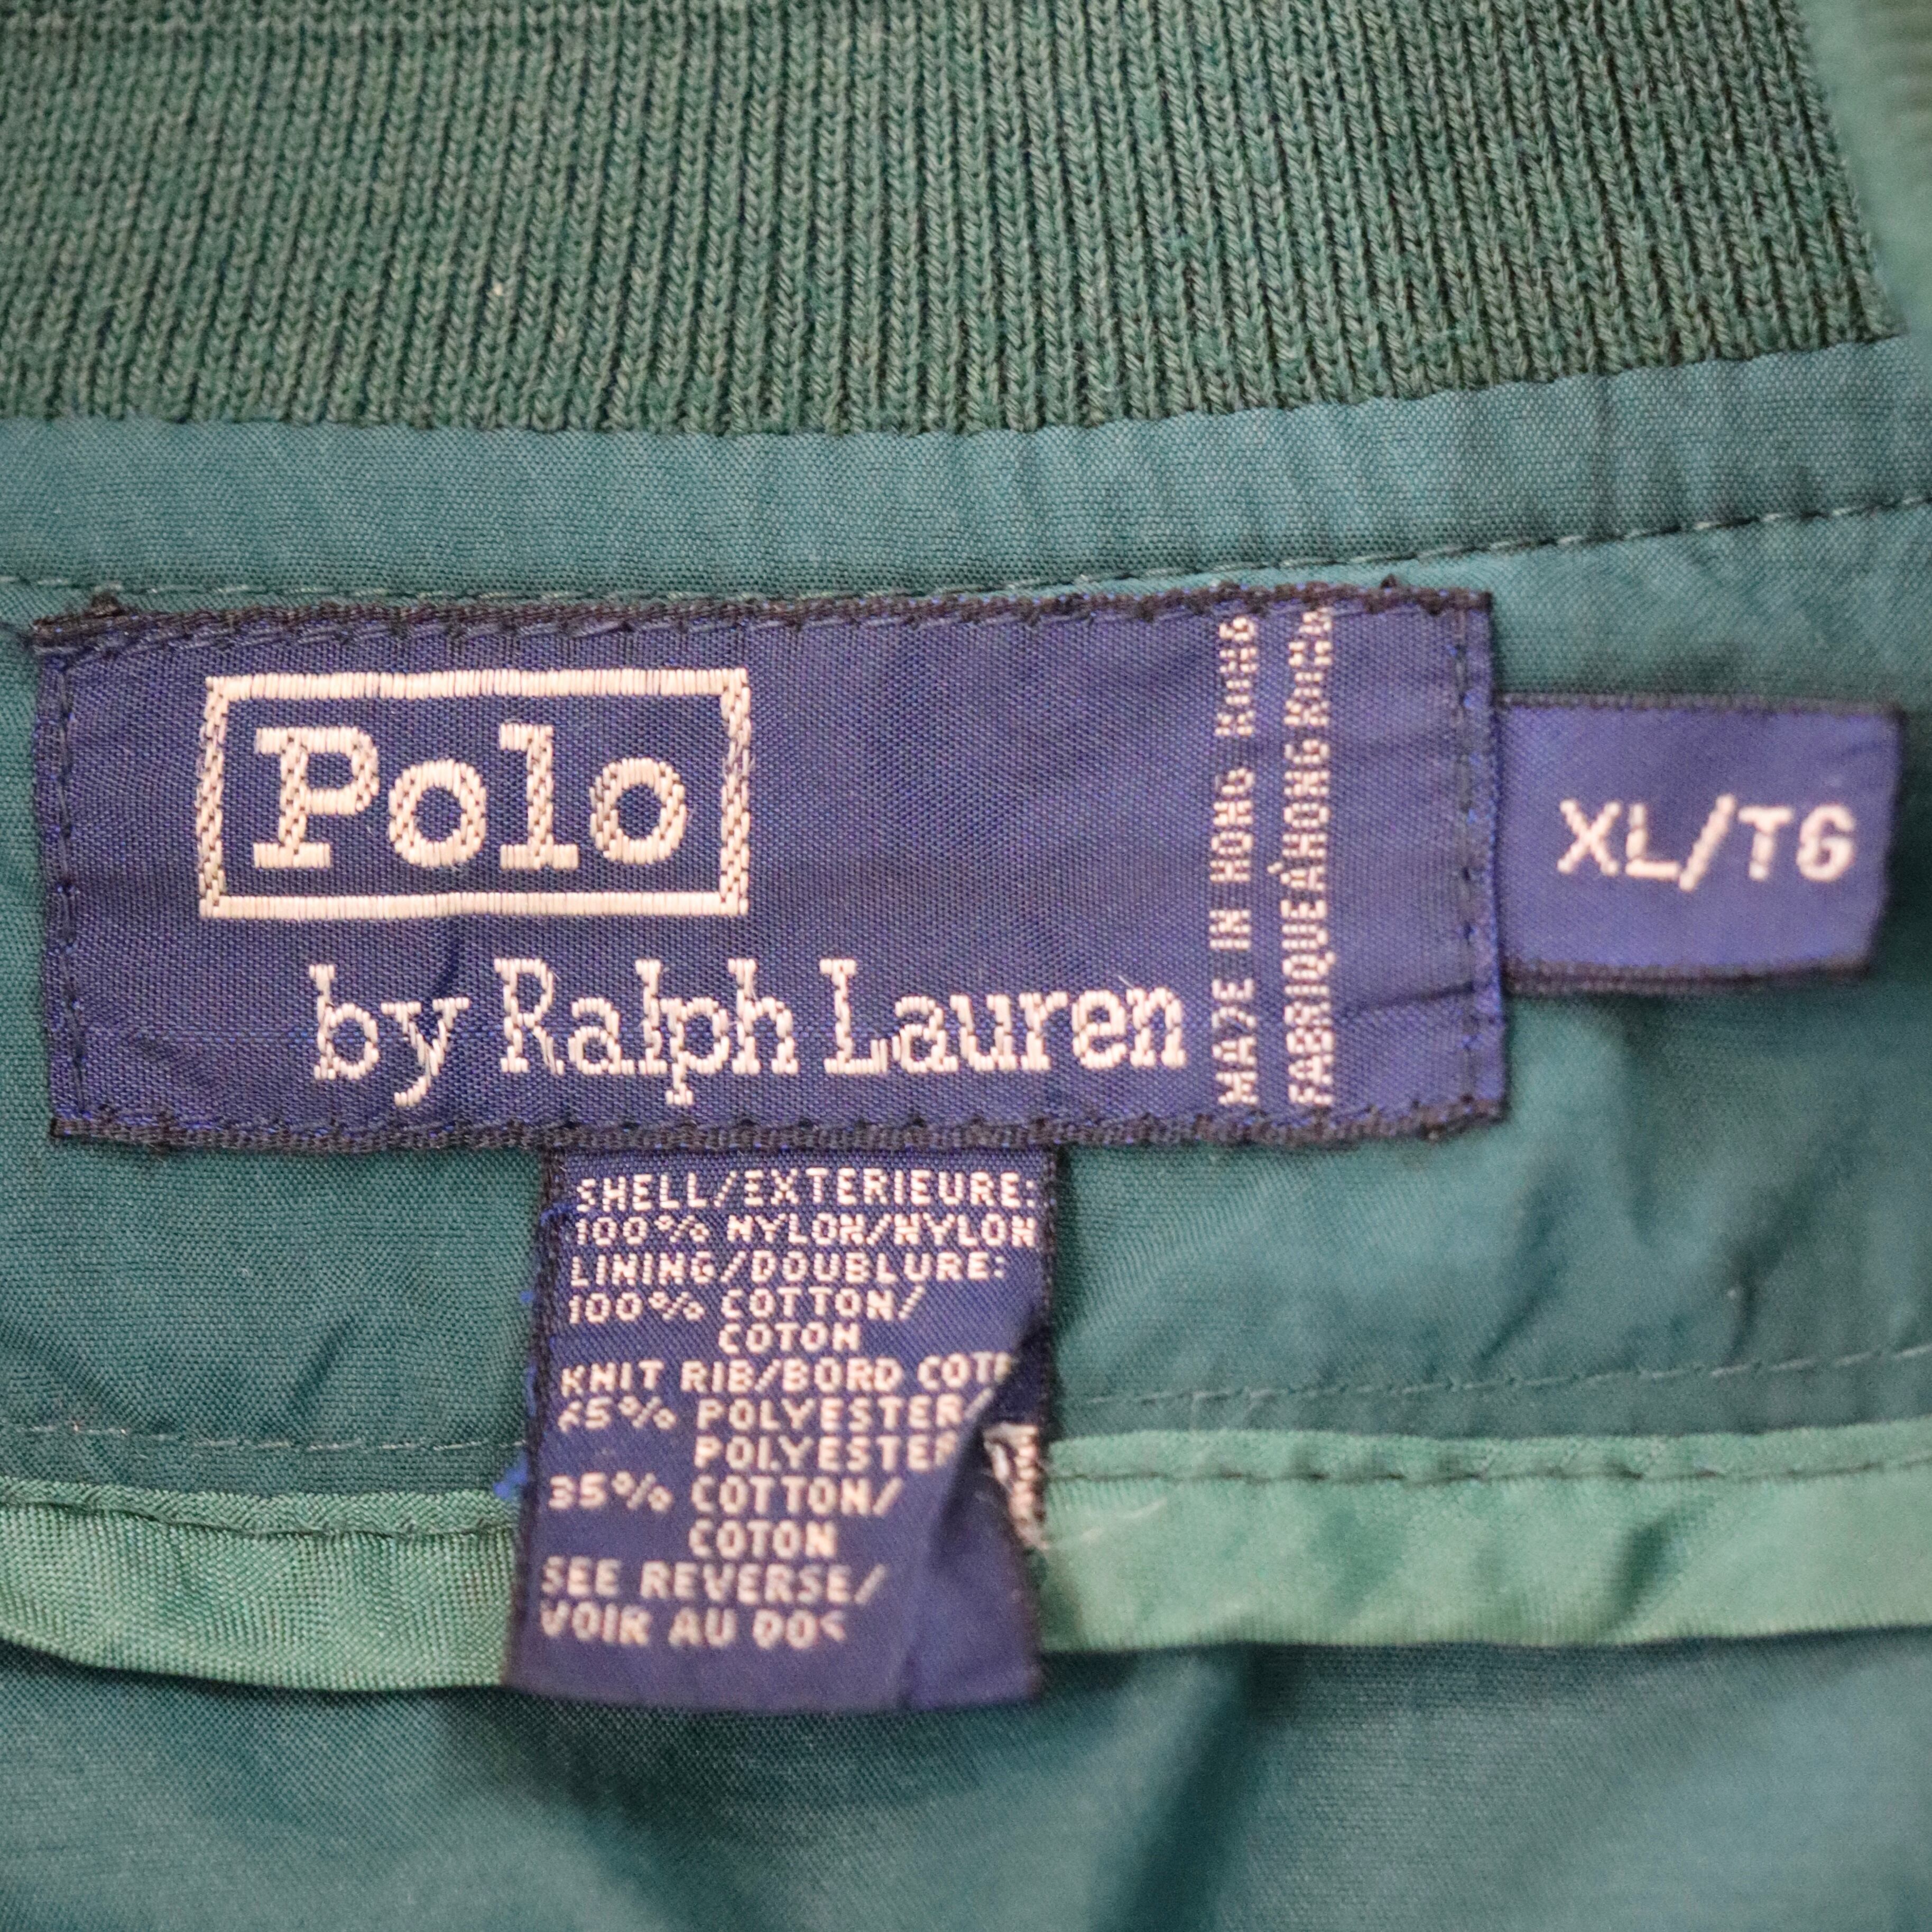 Polo
by Ralph Lauren
MADE IN HONG KONG
FABRIQUÉ À HONG KONG
XL/TG
SHELL/EXTERIEURE:
100% NYLON/NYLON
LINING/DOUBLURE:
100% COTTON/
COTON
KNIT RIB/BORD COTE
65% POLYESTER/
POLYESTER
35% COTTON/
COTON
SEE REVERSE/
VOIR AU DOS